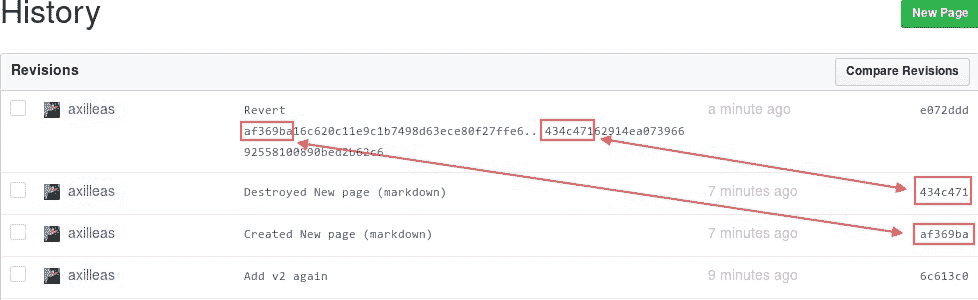 History
New Page
Revisions
Compare Revisions
axilleas Revert a minute ago e072ddd
af369ba16c620c11e9c1b7498d63ece80f27ffe6..434c47162914ea073966
92558100890bed2b62c6
axilleas Destroyed New page (markdown) 7 minutes ago 434c471
axilleas Created New page (markdown) 7 minutes ago af369ba
axilleas Add v2 again 9 minutes ago 6c613c0